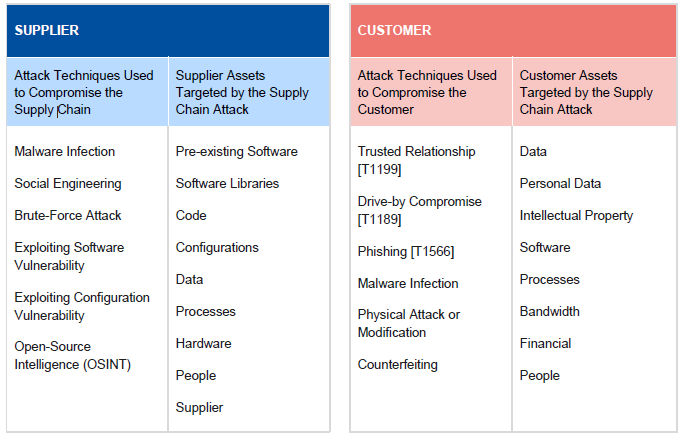 SUPPLIER
Attack Techniques Used
to Compromise the
Supply Chain
Supplier Assets
Targeted by the Supply
Chain Attack
Malware Infection
Social Engineering
Brute-Force Attack
Exploiting Software
Vulnerability
Exploiting Configuration
Vulnerability
Open-Source
Intelligence (OSINT)
Pre-existing Software
Software Libraries
Code
Configurations
Data
Processes
Hardware
People
Supplier
CUSTOMER
Attack Techniques Used
to Compromise the
Customer
Customer Assets
Targeted by the Supply
Chain Attack
Trusted Relationship
[T1199]
Drive-by Compromise
[T1189]
Phishing [T1566]
Malware Infection
Physical Attack or
Modification
Counterfeiting
Data
Personal Data
Intellectual Property
Software
Processes
Bandwidth
Financial
People